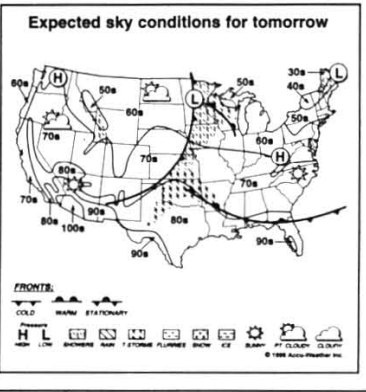 Expected sky conditions for tomorrow
30s
60s H L
50s 50s 40s
L
60s 50s
70s 60s
70s H
80s 70s
70s 90s 80s
80s 100s
90s 90s
FRONTS:
COLD WARM STATIONARY
Pressure
H L
HIGH LOW SHOWERS RAIN T-STORMS FLURRIES SNOW ICE SUNNY PT. CLOUDY CLOUDY
Accu-Weather Inc.